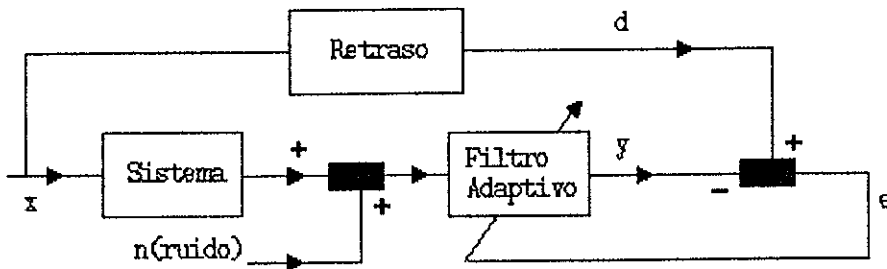 d
Retraso
+
+
Sistema
Filtro
Adaptivo
y
x
+
-
e
n(ruido)